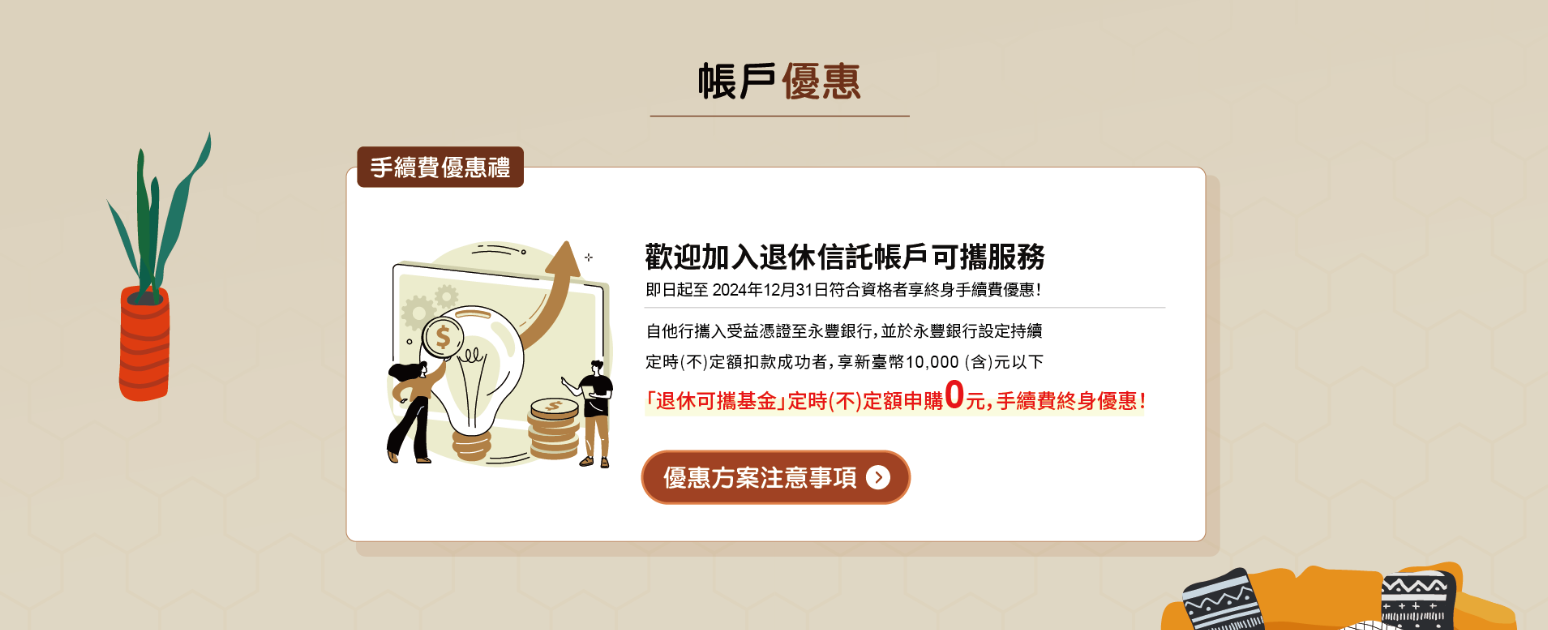 帳戶優惠
手續費優惠禮
歡迎加入退休信託帳戶可攜服務
即日起至 2024年12月31日符合資格者享終身手續費優惠！
自他行攜入受益憑證至永豐銀行，並於永豐銀行設定持續
定時(不)定額扣款成功者，享新臺幣10,000 (含)元以下
「退休可攜基金」定時(不)定額申購0元，手續費終身優惠！
優惠方案注意事項